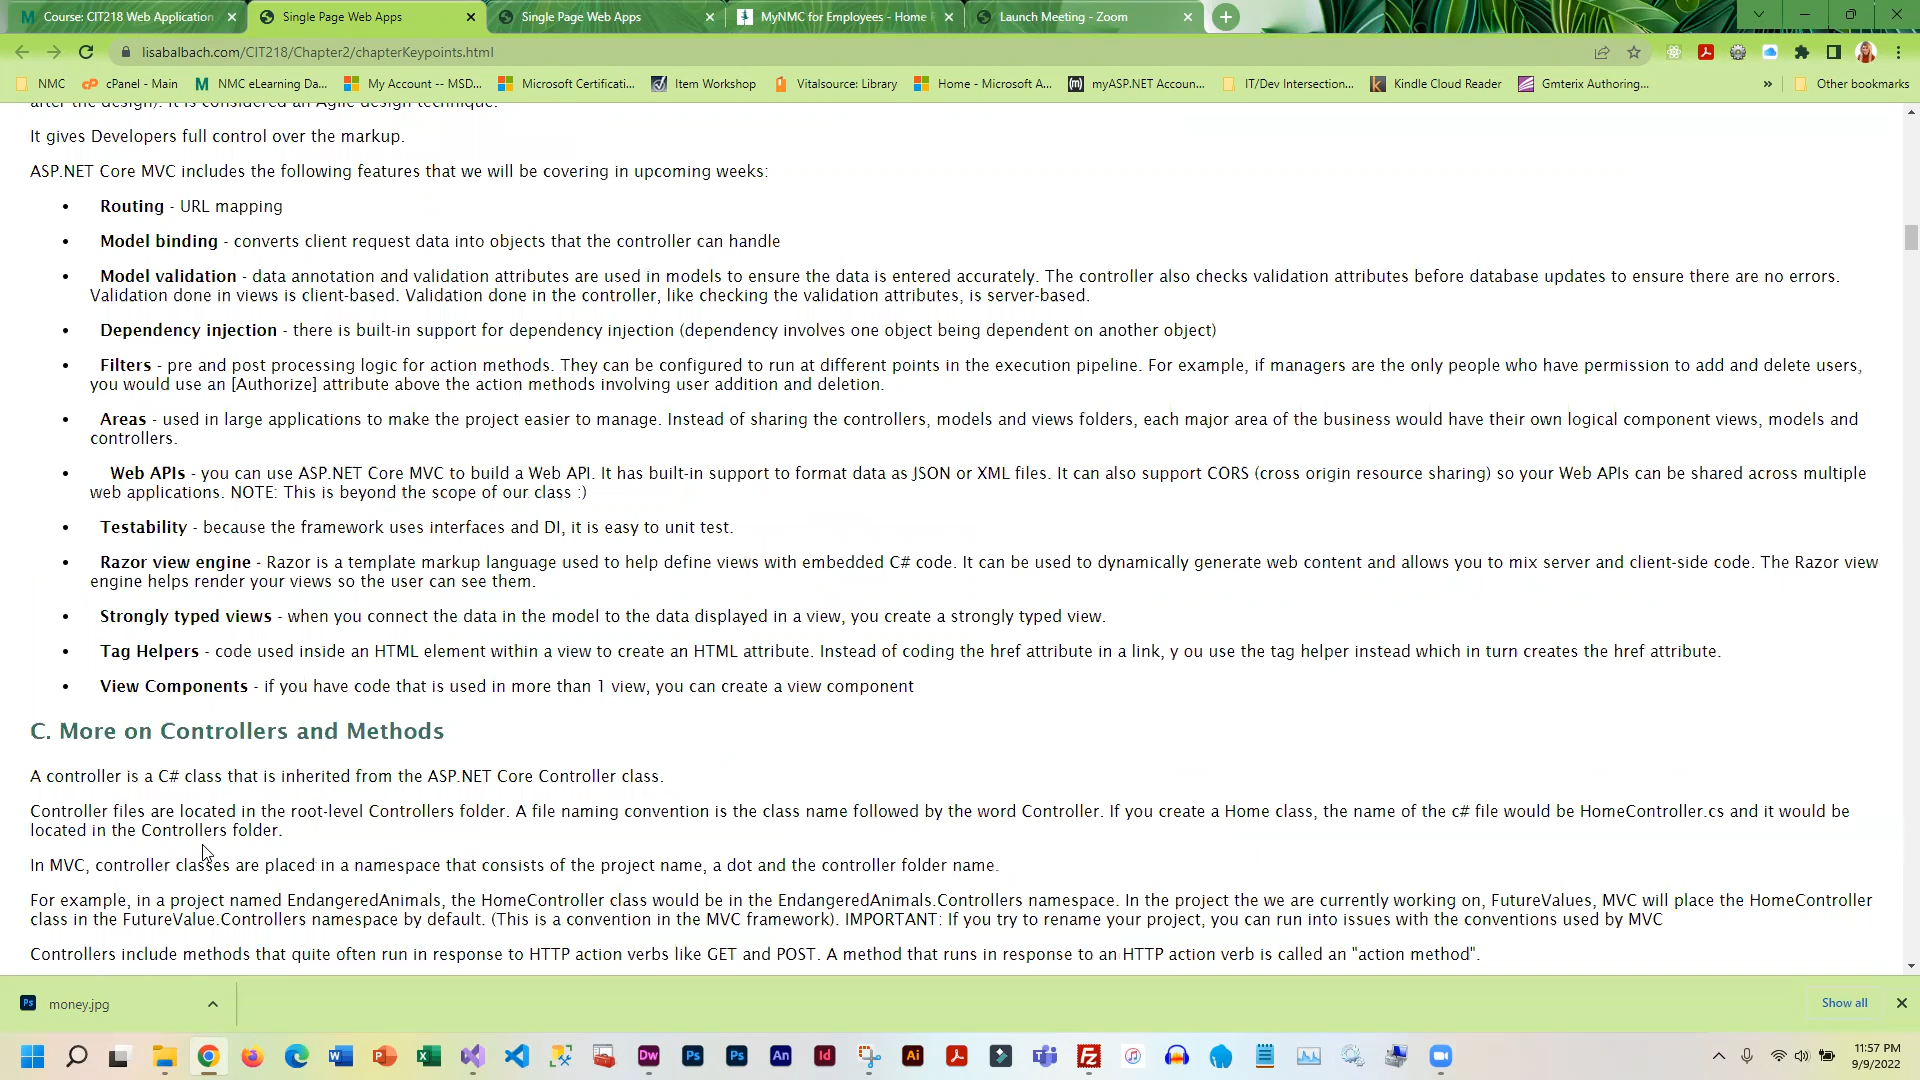 Course: CIT218 Web Application
Single Page Web Apps
Single Page Web Apps
MyNMC for Employees - Home
Launch Meeting - Zoom
lisabalbach.com/CIT218/Chapter2/chapterKeypoints.html
NMC
cPanel - Main
NMC eLearning Da...
My Account -- MSD...
Microsoft Certificati...
Item Workshop
Vitalsource: Library
Home - Microsoft A...
myASP.NET Accoun...
IT/Dev Intersection...
Kindle Cloud Reader
Gmterix Authoring...
»
Other bookmarks
after the design). It is considered an Agile design technique.
It gives Developers full control over the markup.
ASP.NET Core MVC includes the following features that we will be covering in upcoming weeks:
• Routing - URL mapping
• Model binding - converts client request data into objects that the controller can handle
• Model validation - data annotation and validation attributes are used in models to ensure the data is entered accurately. The controller also checks validation attributes before database updates to ensure there are no errors.
Validation done in views is client-based. Validation done in the controller, like checking the validation attributes, is server-based.
• Dependency injection - there is built-in support for dependency injection (dependency involves one object being dependent on another object)
• Filters - pre and post processing logic for action methods. They can be configured to run at different points in the execution pipeline. For example, if managers are the only people who have permission to add and delete users,
you would use an [Authorize] attribute above the action methods involving user addition and deletion.
• Areas - used in large applications to make the project easier to manage. Instead of sharing the controllers, models and views folders, each major area of the business would have their own logical component views, models and
controllers.
• Web APIs - you can use ASP.NET Core MVC to build a Web API. It has built-in support to format data as JSON or XML files. It can also support CORS (cross origin resource sharing) so your Web APIs can be shared across multiple
web applications. NOTE: This is beyond the scope of our class :)
• Testability - because the framework uses interfaces and DI, it is easy to unit test.
• Razor view engine - Razor is a template markup language used to help define views with embedded C# code. It can be used to dynamically generate web content and allows you to mix server and client-side code. The Razor view
engine helps render your views so the user can see them.
• Strongly typed views - when you connect the data in the model to the data displayed in a view, you create a strongly typed view.
• Tag Helpers - code used inside an HTML element within a view to create an HTML attribute. Instead of coding the href attribute in a link, y ou use the tag helper instead which in turn creates the href attribute.
• View Components - if you have code that is used in more than 1 view, you can create a view component
C. More on Controllers and Methods
A controller is a C# class that is inherited from the ASP.NET Core Controller class.
Controller files are located in the root-level Controllers folder. A file naming convention is the class name followed by the word Controller. If you create a Home class, the name of the c# file would be HomeController.cs and it would be
located in the Controllers folder.
In MVC, controller classes are placed in a namespace that consists of the project name, a dot and the controller folder name.
For example, in a project named EndangeredAnimals, the HomeController class would be in the EndangeredAnimals.Controllers namespace. In the project the we are currently working on, FutureValues, MVC will place the HomeController
class in the FutureValue.Controllers namespace by default. (This is a convention in the MVC framework). IMPORTANT: If you try to rename your project, you can run into issues with the conventions used by MVC
Controllers include methods that quite often run in response to HTTP action verbs like GET and POST. A method that runs in response to an HTTP action verb is called an "action method".
money.jpg
Show all
11:57 PM
9/9/2022